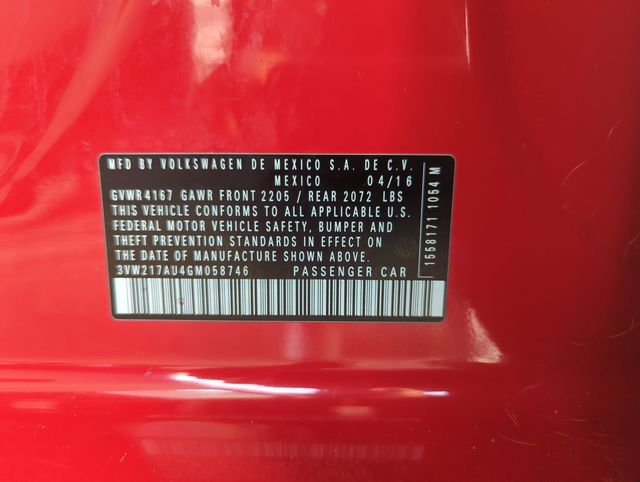 MFD BY VOLKSWAGEN DE MEXICO S.A. DE C.V.
MEXICO 04/16
GVWR 4167 GAWR FRONT 2205 / REAR 2072 LBS
THIS VEHICLE CONFORMS TO ALL APPLICABLE U.S.
FEDERAL MOTOR VEHICLE SAFETY, BUMPER AND
THEFT PREVENTION STANDARDS IN EFFECT ON
THE DATE OF MANUFACTURE SHOWN ABOVE
3VW217AU4GM058746 PASSENGER CAR
1558171 1054 M